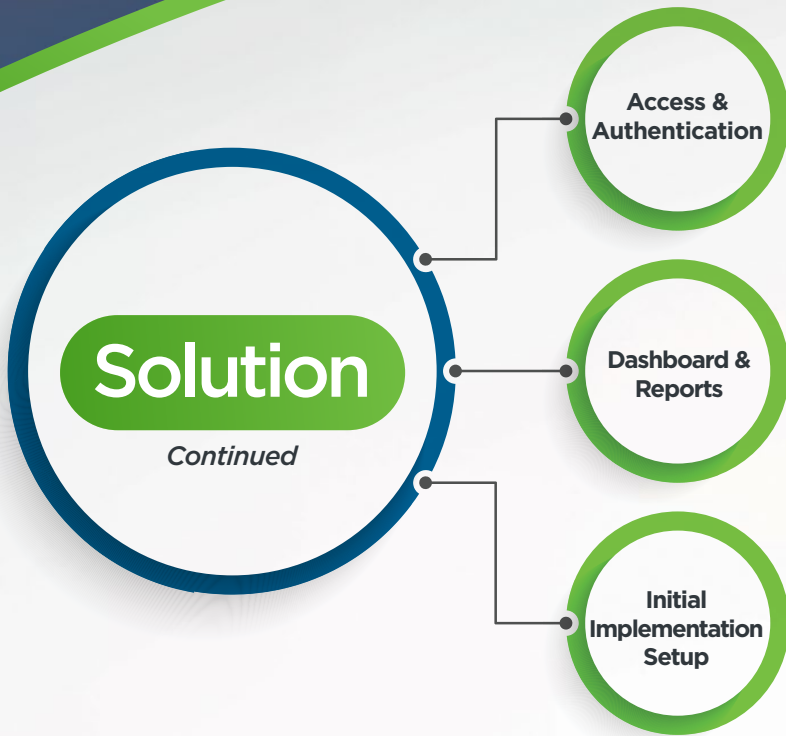 Solution
Continued
Access &
Authentication
Dashboard &
Reports
Initial
Implementation
Setup